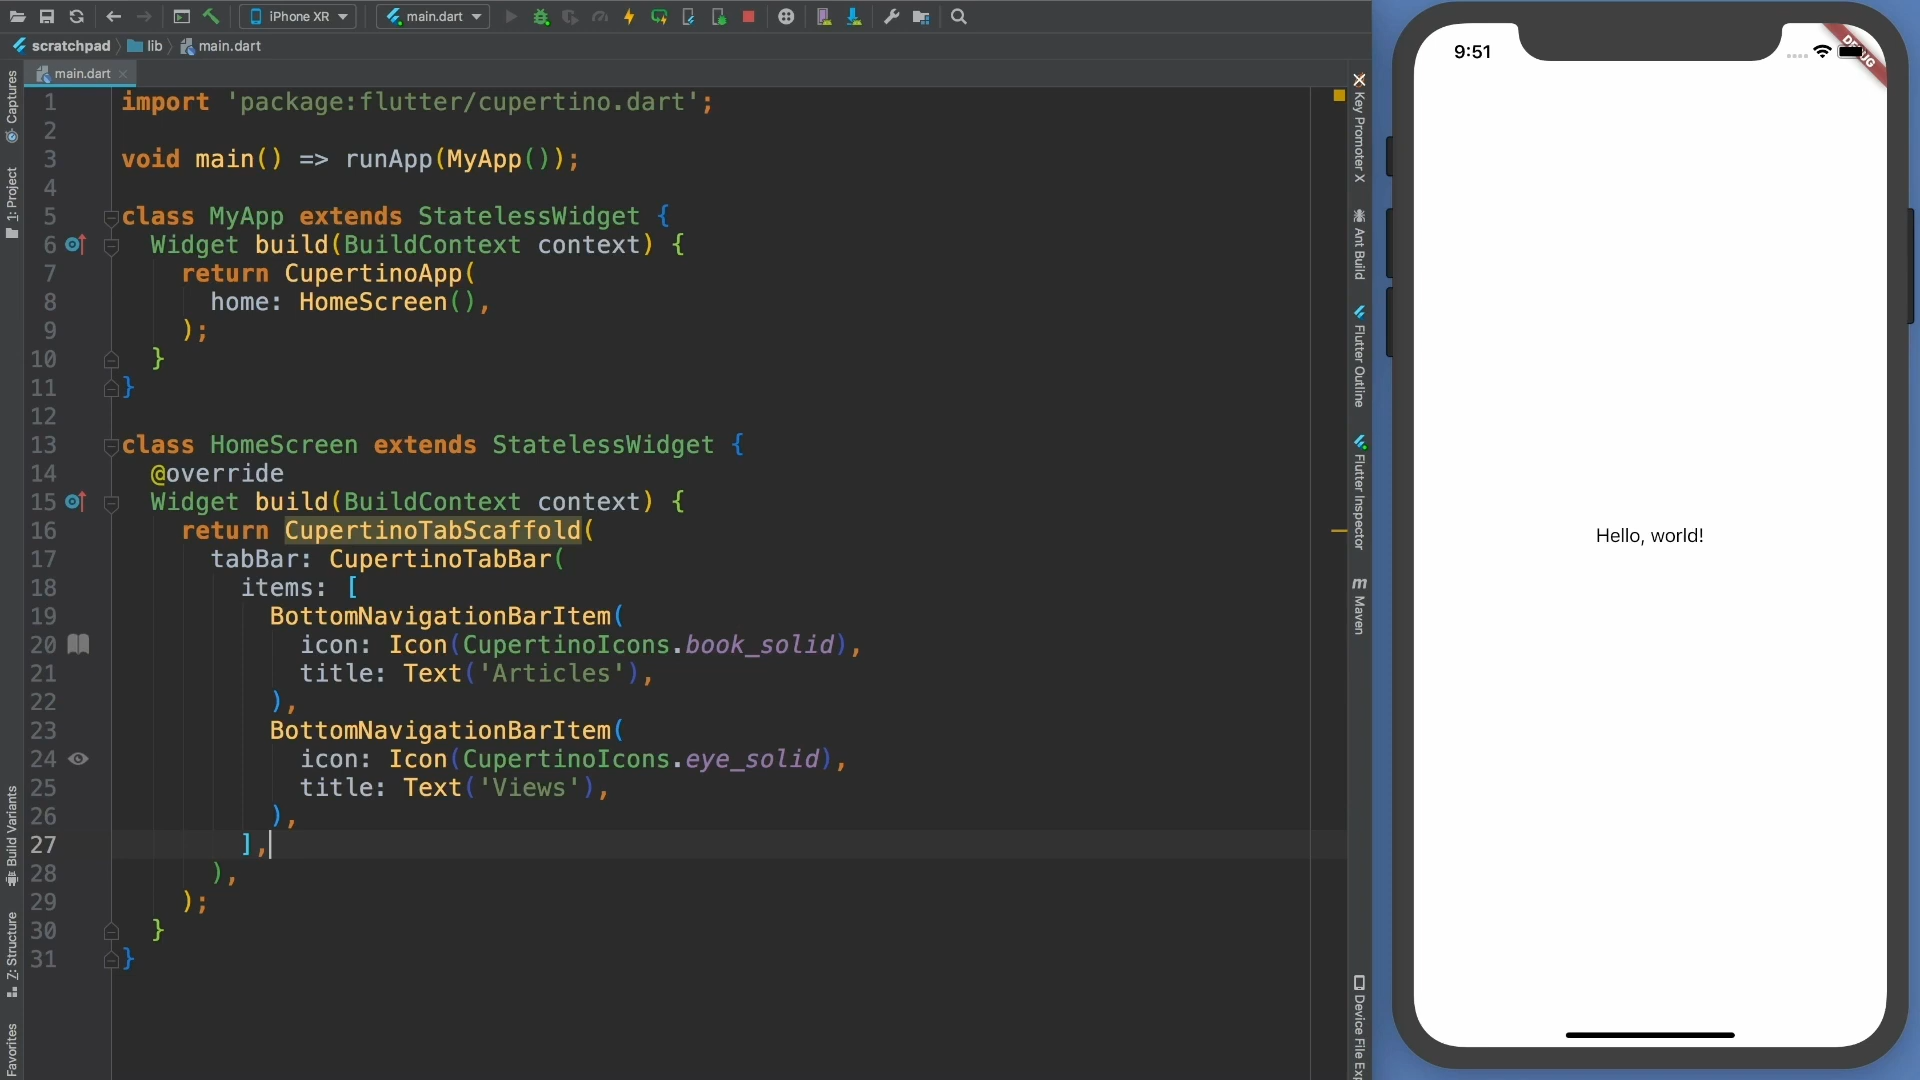 iPhone XR
main.dart
scratchpad
lib
main.dart
main.dart
1 import 'package:flutter/cupertino.dart';
2
3 void main() => runApp(MyApp());
4
5 class MyApp extends StatelessWidget {
6 Widget build(BuildContext context) {
7 return CupertinoApp(
8 home: HomeScreen(),
9 );
10 }
11 }
12
13 class HomeScreen extends StatelessWidget {
14 @override
15 Widget build(BuildContext context) {
16 return CupertinoTabScaffold(
17 tabBar: CupertinoTabBar(
18 items: [
19 BottomNavigationBarItem(
20 icon: Icon(CupertinoIcons.book_solid),
21 title: Text('Articles'),
22 ),
23 BottomNavigationBarItem(
24 icon: Icon(CupertinoIcons.eye_solid),
25 title: Text('Views'),
26 ),
27 ],
28 ),
29 );
30 }
31 }
Captures
1: Project
Build Variants
Z: Structure
Favorites
Key Promoter X
Ant Build
Flutter Outline
Flutter Inspector
m Maven
Device File Exp
9:51
DEBUG
Hello, world!